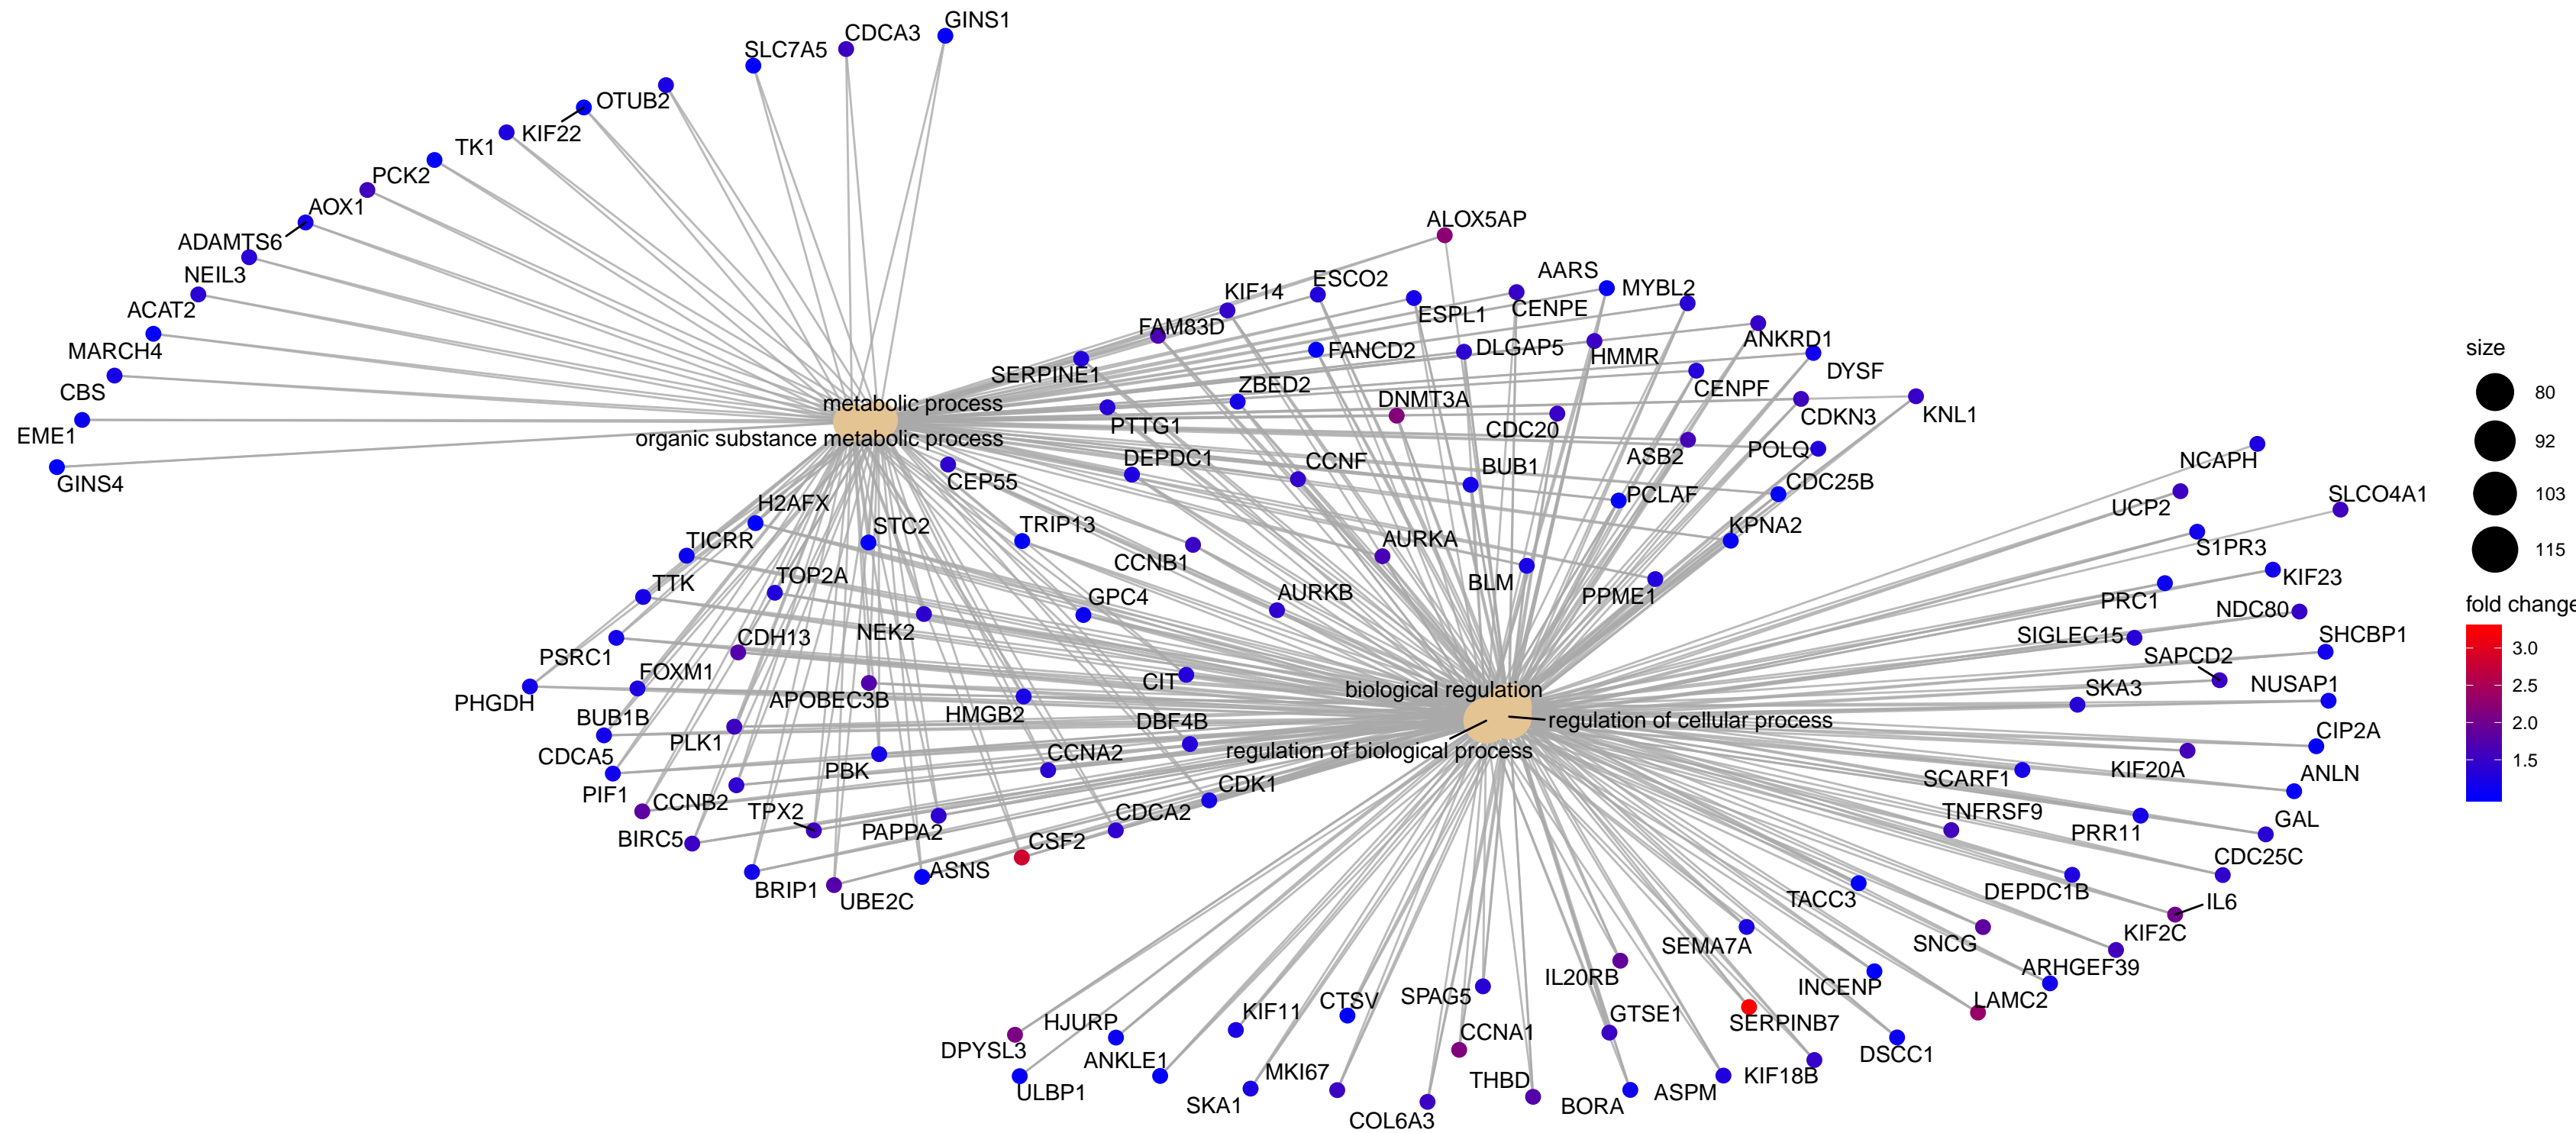 GINS1
CDCA3
SLC7A5
OTUB2
KIF22
TK1
PCK2
AOX1
ADAMTS6
NEIL3
ACAT2
MARCH4
CBS
EME1
GINS4
metabolic process
organic substance metabolic process
ALOX5AP
AARS
MYBL2
ESCO2
KIF14
CENPE
ESPL1
FAM83D
ANKRD1
FANCD2
DLGAP5
HMMR
SERPINE1
DYSF
ZBED2
CENPF
DNMT3A
CDKN3
KNL1
PTTG1
CDC20
POLQ
ASB2
DEPDC1
CCNF
BUB1
CEP55
CDC25B
PCLAF
H2AFX
STC2
TRIP13
KPNA2
TICRR
AURKA
CCNB1
TOP2A
TTK
BLM
PPME1
AURKB
GPC4
NEK2
CDH13
PSRC1
FOXM1
CIT
PHGDH
APOBEC3B
HMGB2
BUB1B
DBF4B
PLK1
CDCA5
CCNA2
PBK
CDK1
PIF1
CCNB2
TPX2
CDCA2
PAPPA2
BIRC5
CSF2
ASNS
BRIP1
UBE2C
biological regulation
regulation of cellular process
regulation of biological process
NCAPH
UCP2
SLCO4A1
S1PR3
KIF23
PRC1
NDC80
SIGLEC15
SHCBP1
SAPCD2
SKA3
NUSAP1
CIP2A
KIF20A
ANLN
SCARF1
TNFRSF9
GAL
PRR11
CDC25C
DEPDC1B
TACC3
IL6
KIF2C
SNCG
SEMA7A
ARHGEF39
INCENP
LAMC2
IL20RB
SPAG5
CTSV
KIF11
GTSE1
SERPINB7
HJURP
CCNA1
DPYSL3
ANKLE1
DSCC1
MKI67
KIF18B
THBD
ULBP1
ASPM
SKA1
BORA
COL6A3
size
80
92
103
115
fold change
3.0
2.5
2.0
1.5